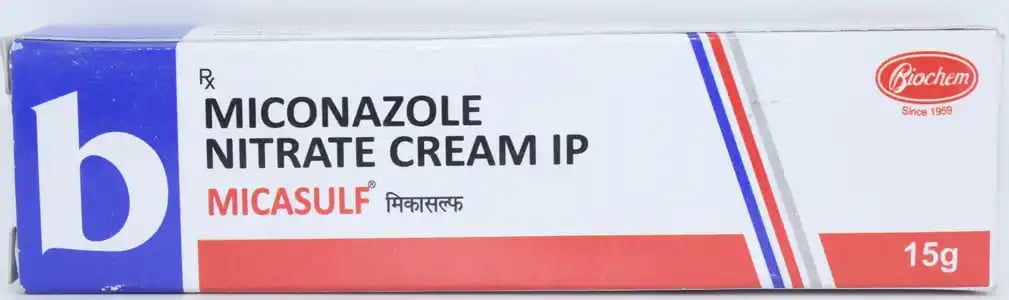 b
Rx
MICONAZOLE
NITRATE CREAM IP
MICASULF® मिकासल्फ
Biochem
Since 1959
15g